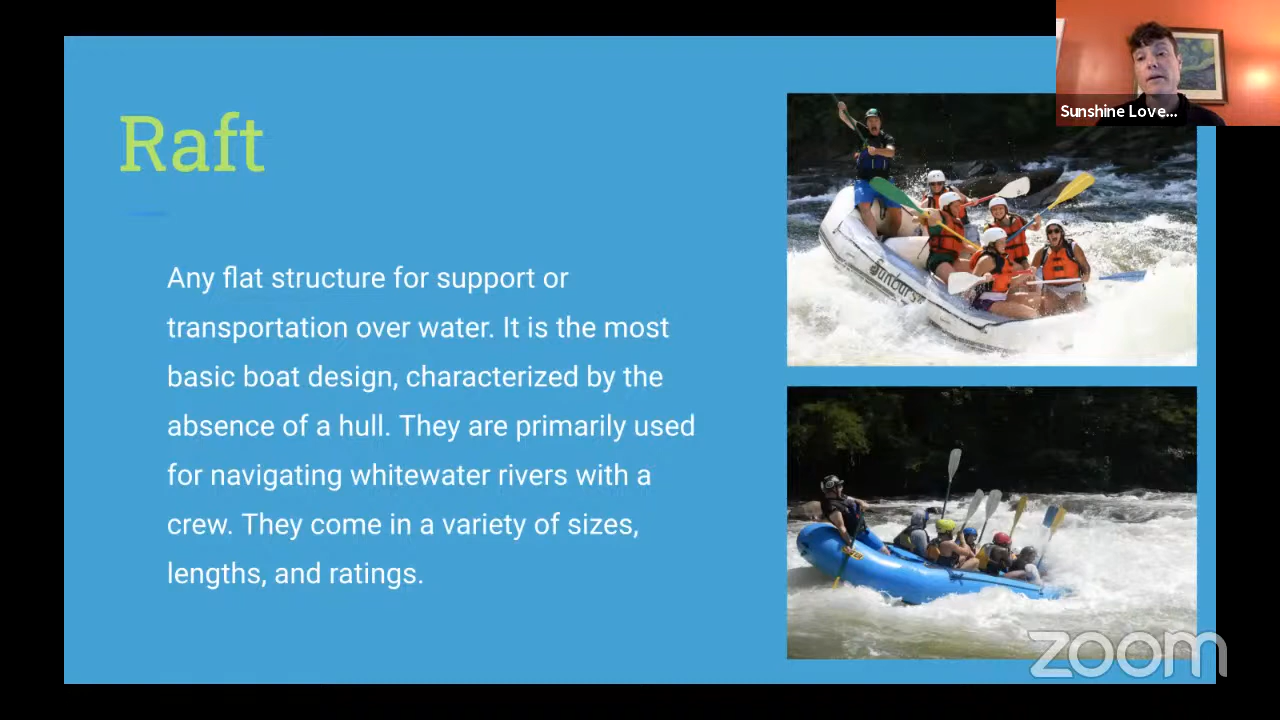 Sunshine Love...
Raft
Any flat structure for support or
transportation over water. It is the most
basic boat design, characterized by the
absence of a hull. They are primarily used
for navigating whitewater rivers with a
crew. They come in a variety of sizes,
lengths, and ratings.
Sunburst
zoom